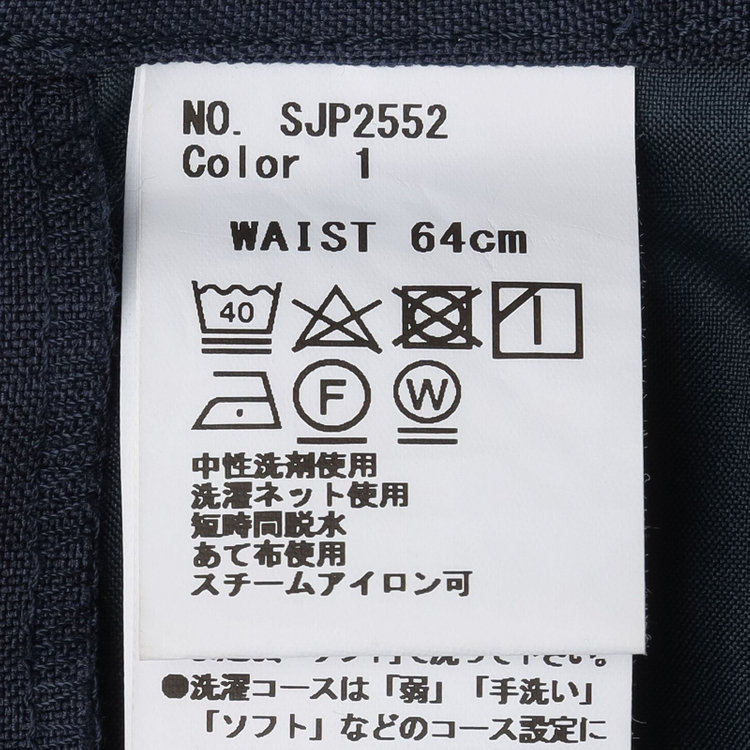 NO. SJP2552
Color 1
WAIST 64cm
40
F W
中性洗剤使用
洗濯ネット使用
短時間脱水
あて布使用
スチームアイロン可
●洗濯コースは「弱」「手洗い」
「ソフト」などのコース設定に